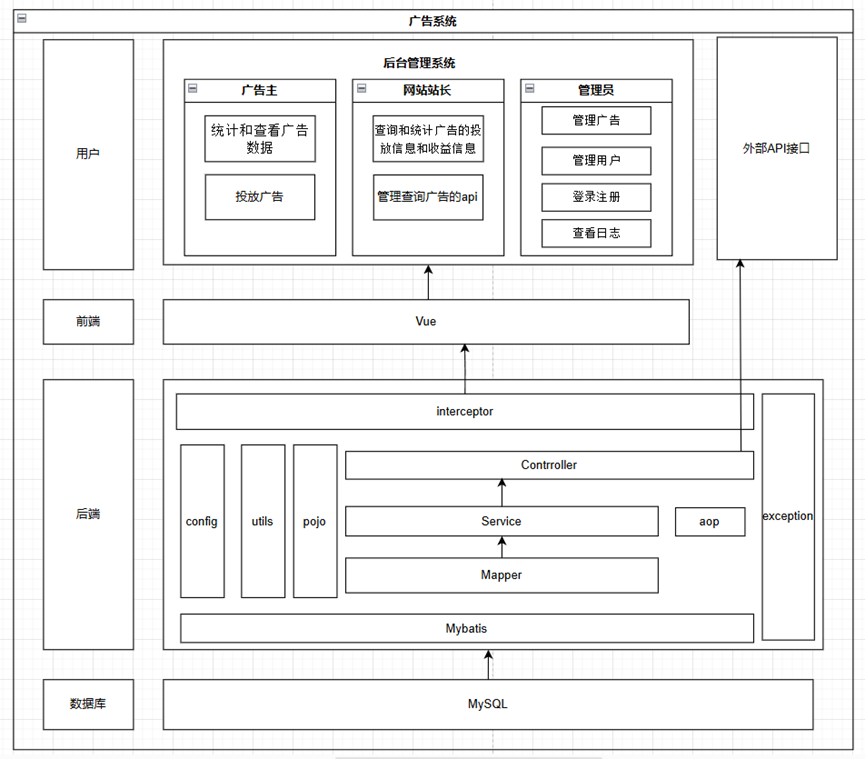 广告系统
用户
后台管理系统
广告主
统计和查看广告
数据
投放广告
网站站长
查询和统计广告的投
放信息和收益信息
管理查询广告的api
管理员
管理广告
管理用户
登录注册
查看日志
外部API接口
前端
Vue
后端
interceptor
config
utils
pojo
Contrroller
Service
aop
Mapper
exception
Mybatis
数据库
MySQL